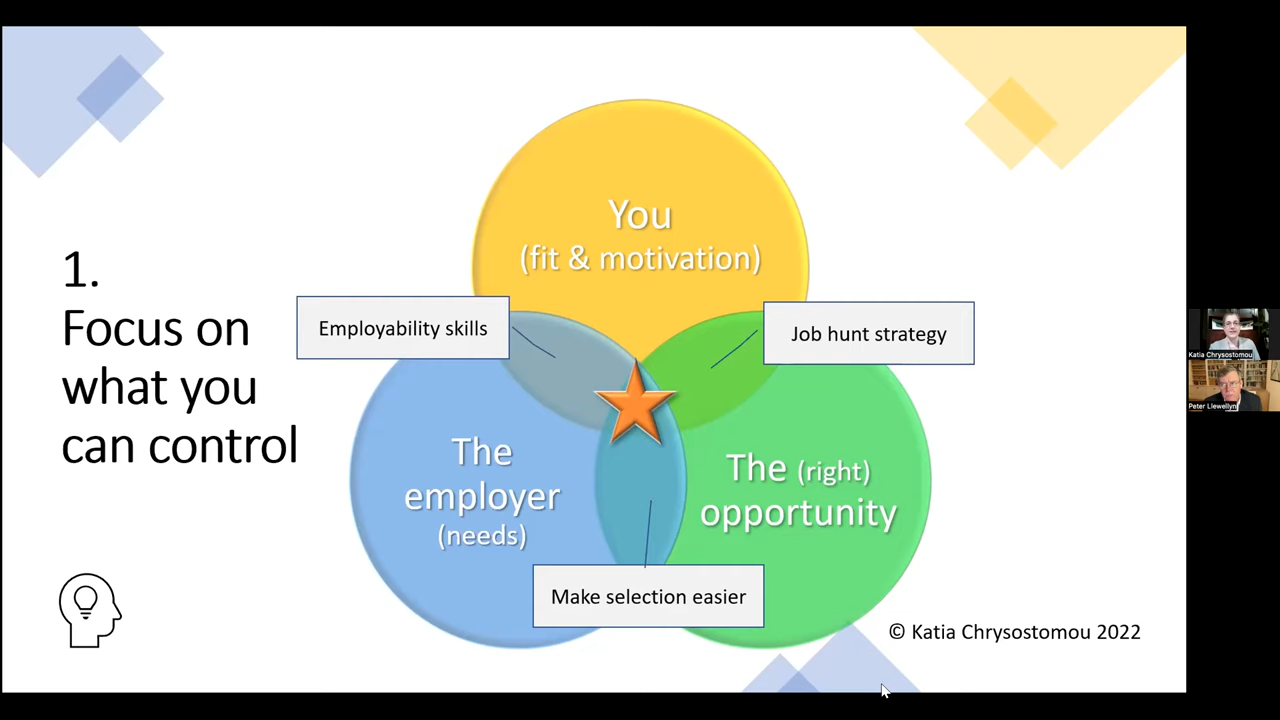 1.
Focus on
what you
can control
You
(fit & motivation)
Employability skills
Job hunt strategy
The
employer
(needs)
The (right)
opportunity
Make selection easier
© Katia Chrysostomou 2022
Katia Chrysostomou
Peter Llewellyn